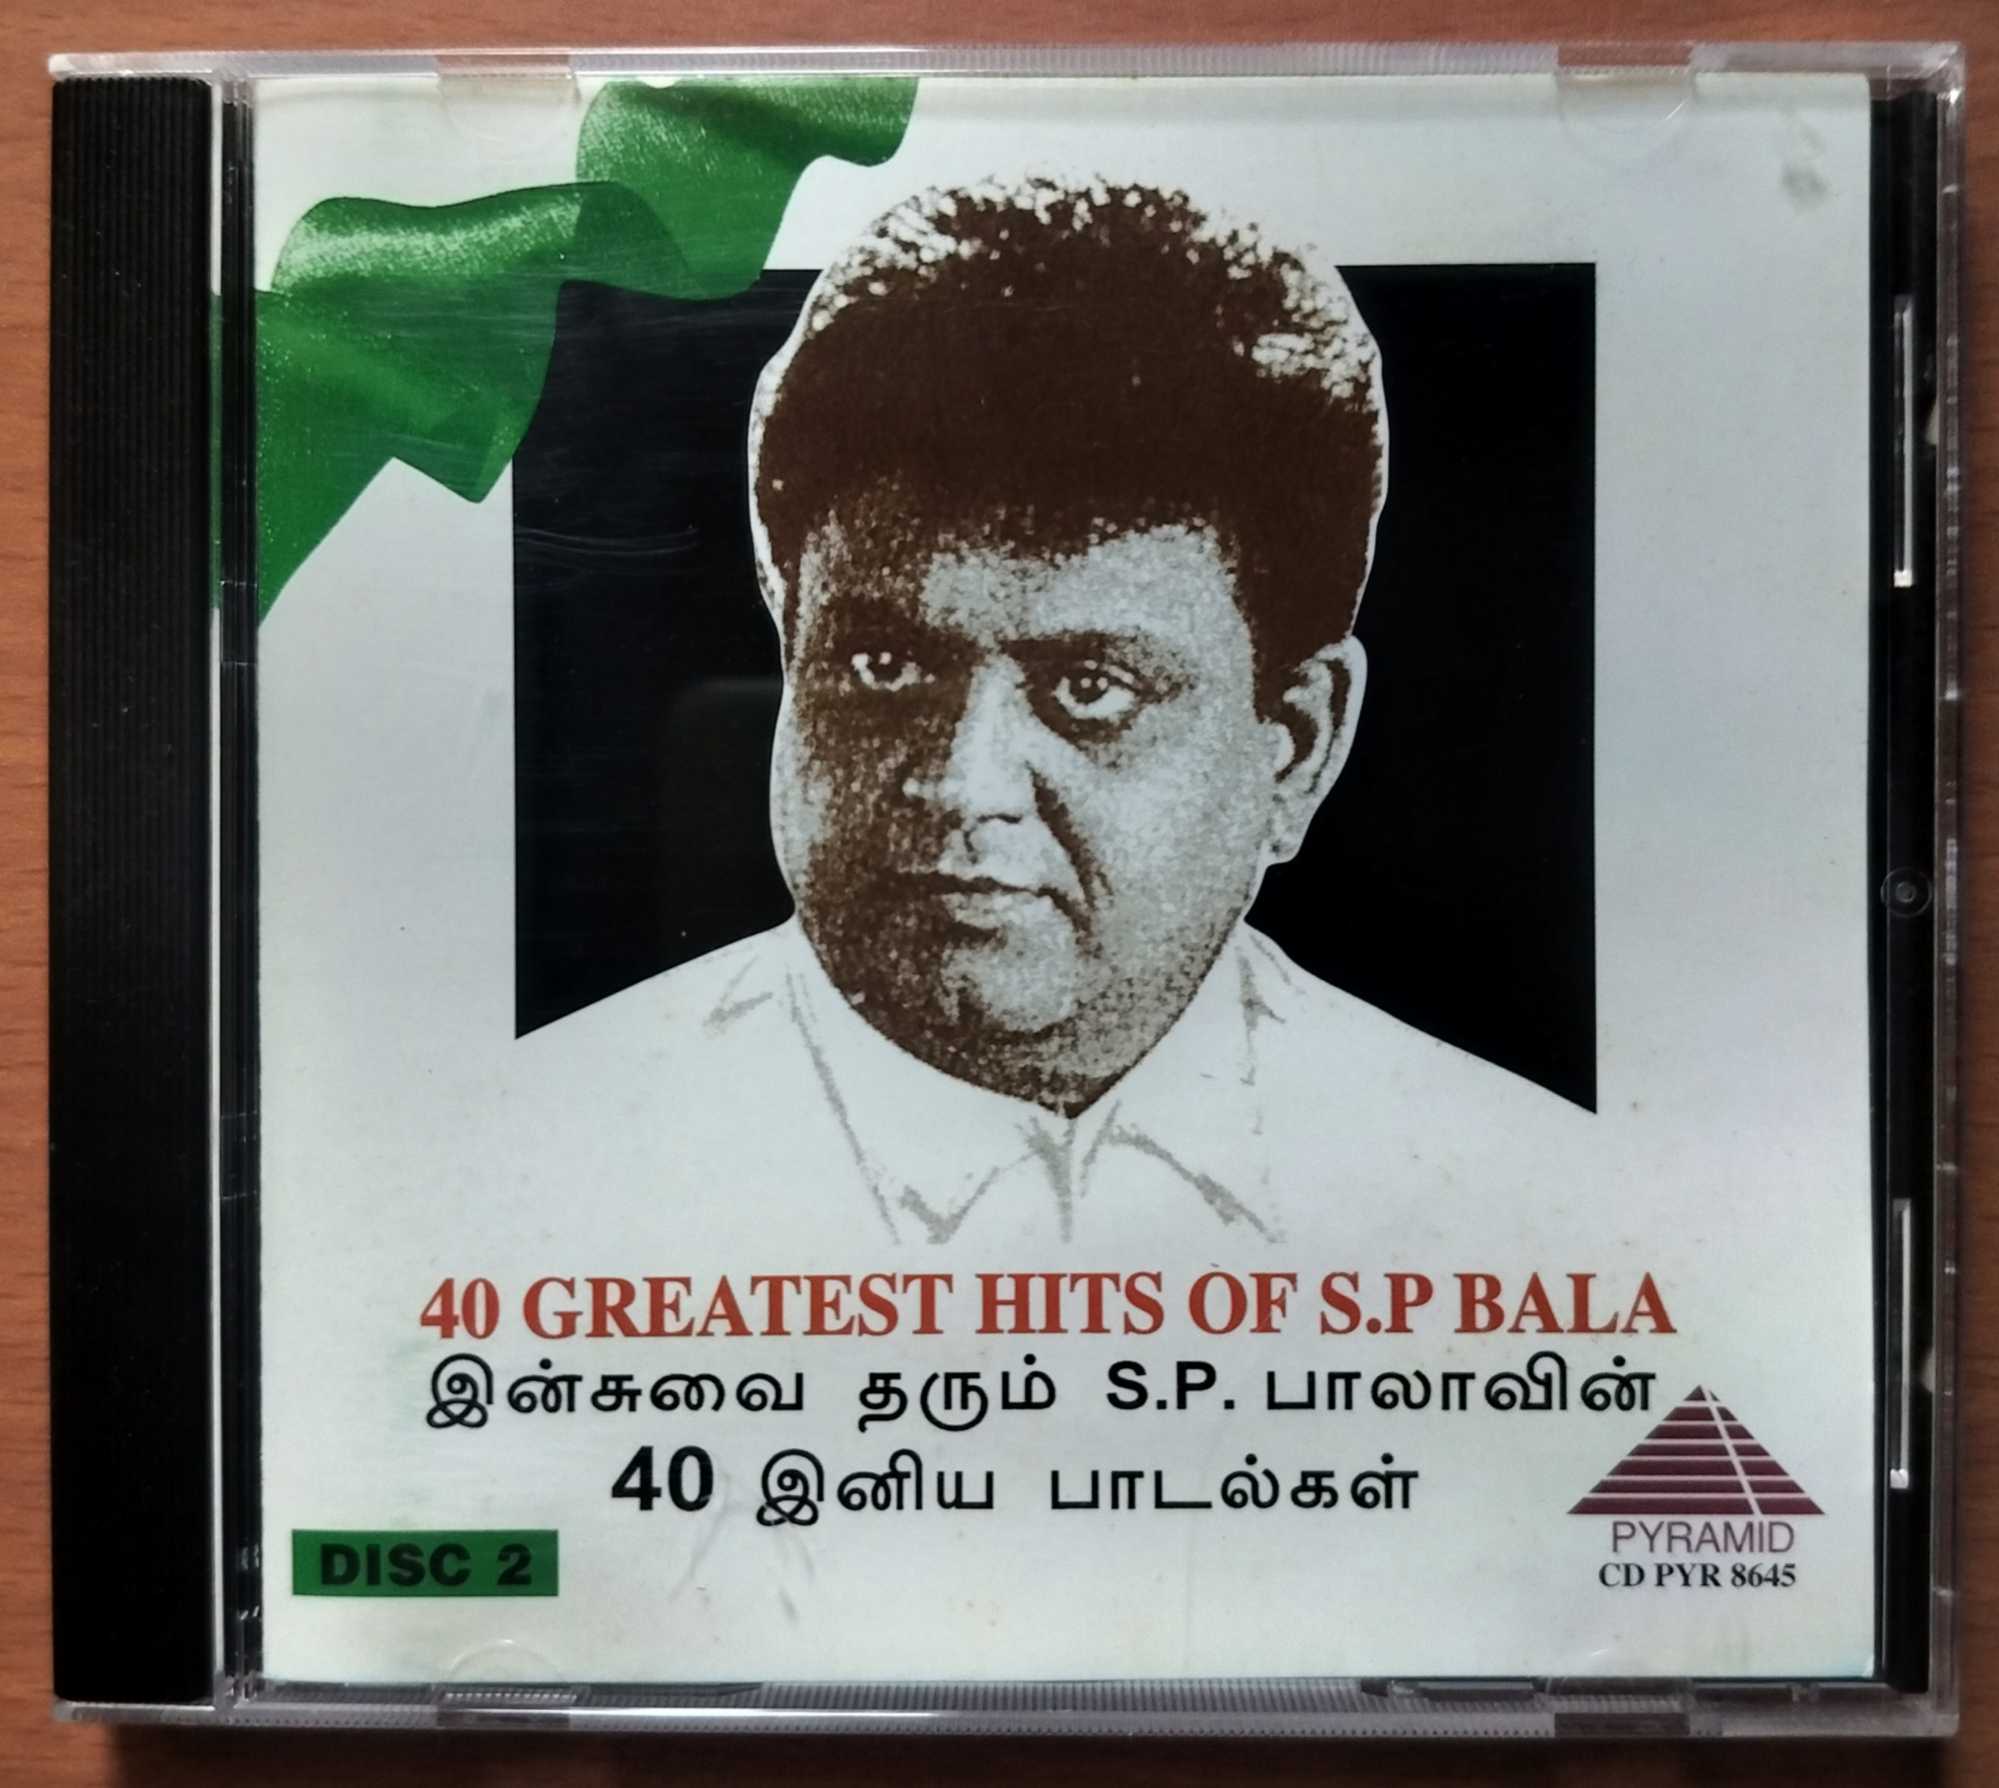 40 GREATEST HITS OF S.P BALA
இன்சுவை தரும் S.P. பாலாவின்
40 இனிய பாடல்கள்
DISC 2
PYRAMID
CD PYR 8645